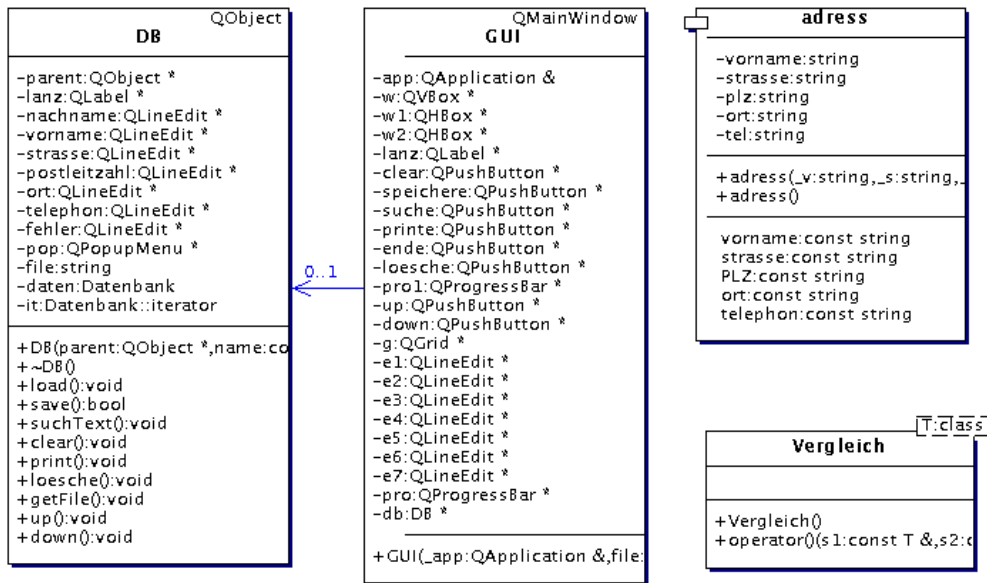 QObject
DB
-parent:QObject *
-lanz:QLabel *
-nachname:QLineEdit *
-vorname:QLineEdit *
-strasse:QLineEdit *
-postleitzahl:QLineEdit *
-ort:QLineEdit *
-telephon:QLineEdit *
-fehler:QLineEdit *
-pop:QPopupMenu *
-file:string
-daten:Datenbank
-it:Datenbank::iterator
+DB(parent:QObject *,name:co
+~DB()
+load():void
+save():bool
+suchText():void
+clear():void
+print():void
+loesche():void
+getFile():void
+up():void
+down():void
0..1
QMainWindow
GUI
-app:QApplication &
-w:QVBox *
-w1:QHBox *
-w2:QHBox *
-lanz:QLabel *
-clear:QPushButton *
-speichere:QPushButton *
-suche:QPushButton *
-printe:QPushButton *
-ende:QPushButton *
-loesche:QPushButton *
-pro1:QProgressBar *
-up:QPushButton *
-down:QPushButton *
-g:QGrid *
-e1:QLineEdit *
-e2:QLineEdit *
-e3:QLineEdit *
-e4:QLineEdit *
-e5:QLineEdit *
-e6:QLineEdit *
-e7:QLineEdit *
-pro:QProgressBar *
-db:DB *
+GUI(_app:QApplication &,file:
adress
-vorname:string
-strasse:string
-plz:string
-ort:string
-tel:string
+adress(_v:string,_s:string,_
+adress()
vorname:const string
strasse:const string
PLZ:const string
ort:const string
telephon:const string
T:class
Vergleich
+Vergleich()
+operator()(s1:const T &,s2:c